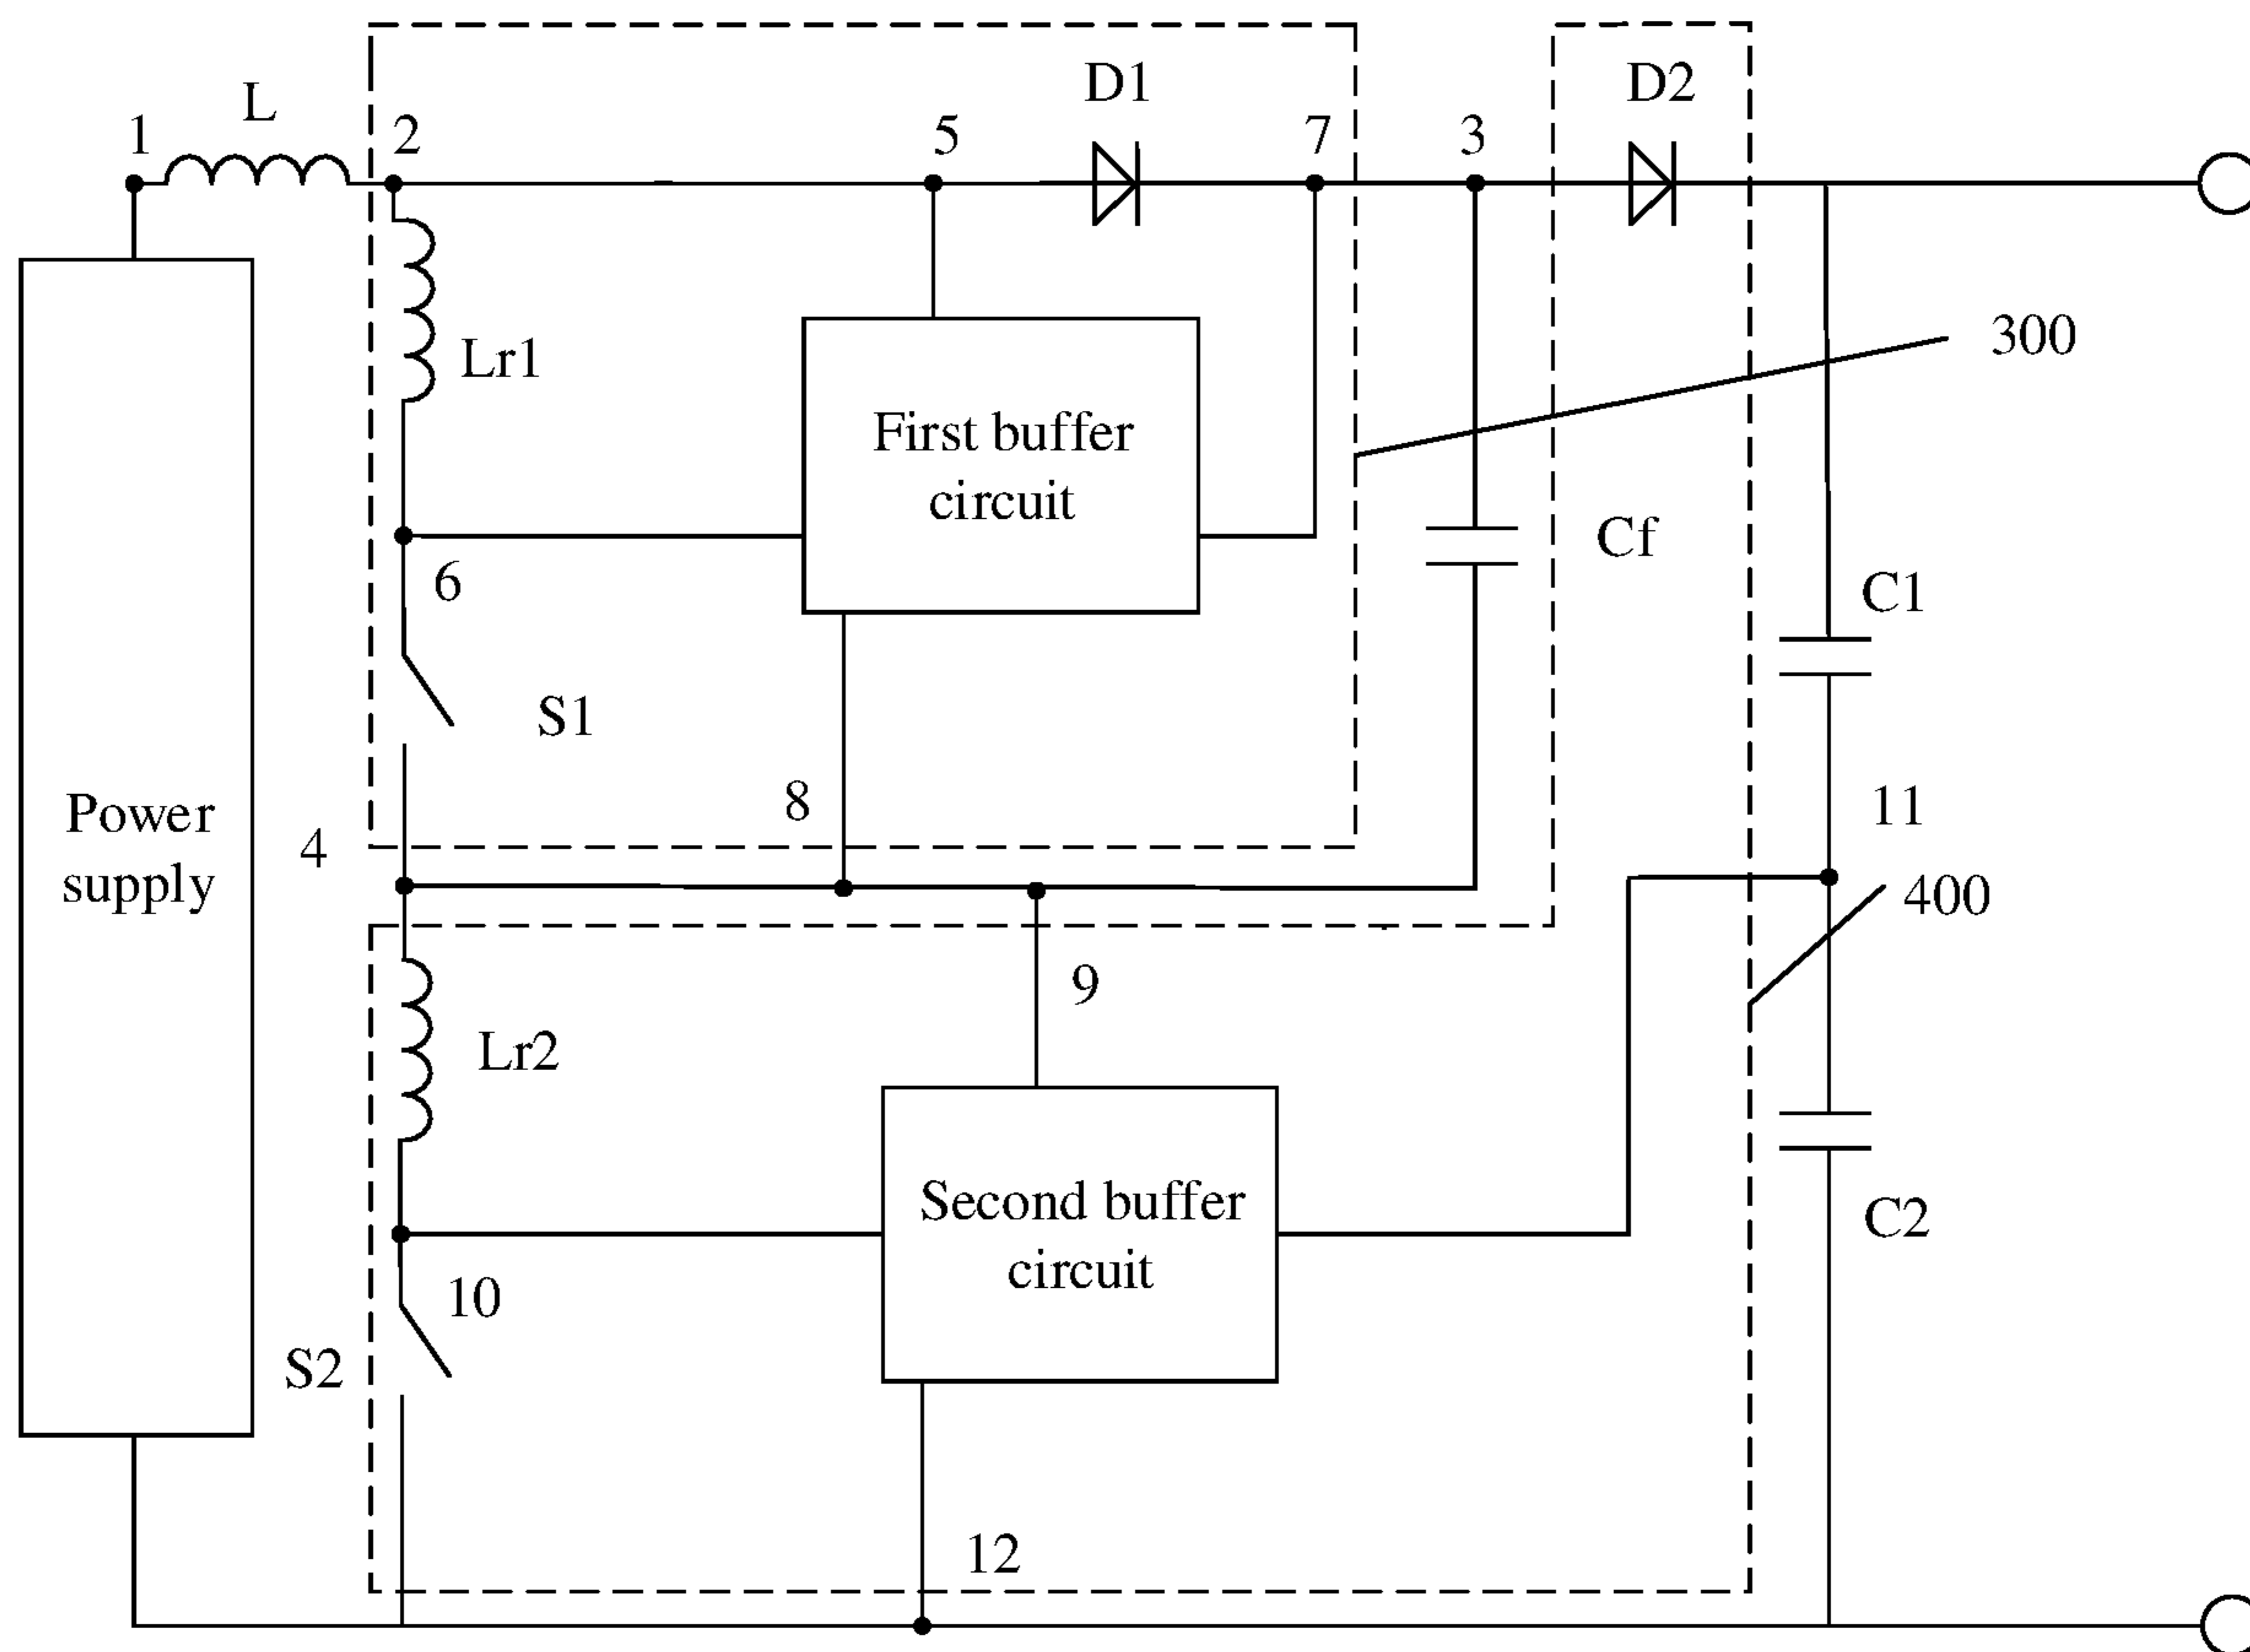 D1
D2
L
1
2
5
7
3
300
Lr1
First buffer
circuit
Cf
6
C1
S1
8
11
Power
supply
4
400
9
Lr2
Second buffer
circuit
C2
10
S2
12